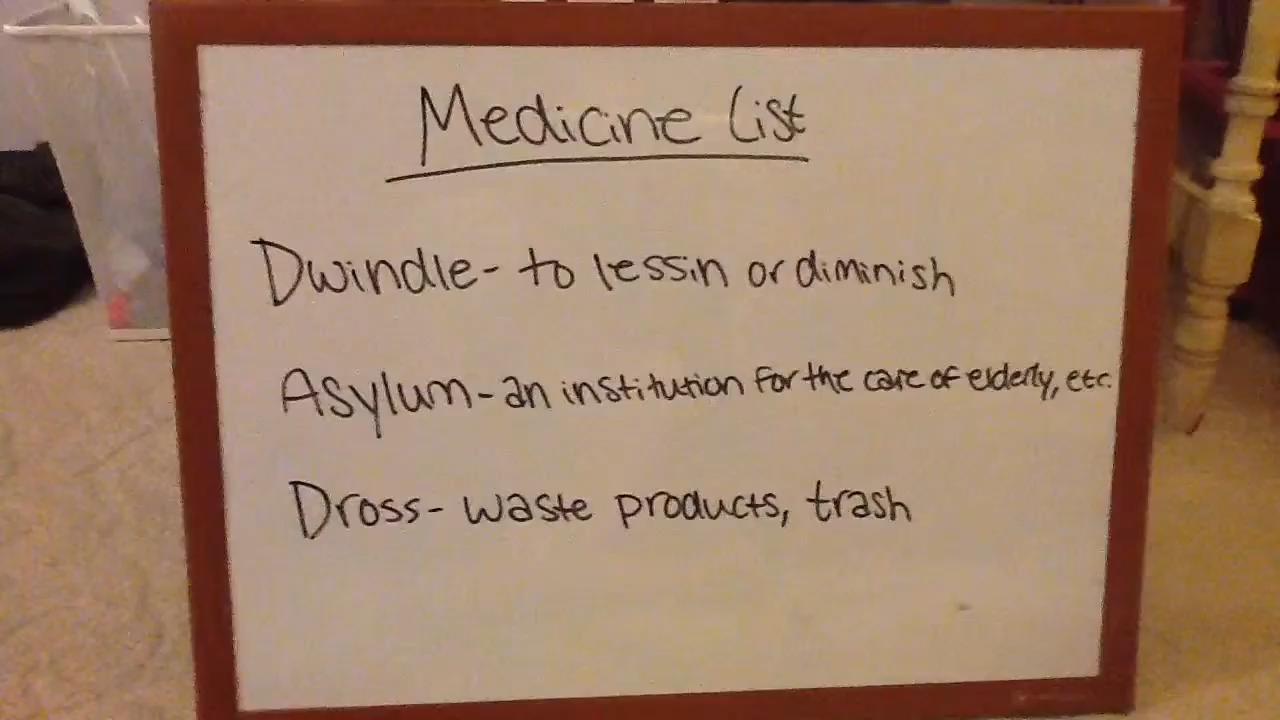 Medicine List
Dwindle- to lessin or diminish
Asylum- an institution for the care of elderly, etc.
Dross- waste products, trash